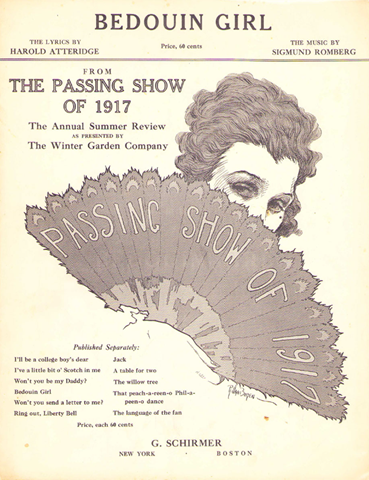 BEDOUIN GIRL
THE LYRICS BY
HAROLD ATTERIDGE
Price, 60 cents
THE MUSIC BY
SIGMUND ROMBERG
FROM
THE PASSING SHOW
OF 1917
The Annual Summer Review
AS PRESENTED BY
The Winter Garden Company
PASSING SHOW OF 1917
Published Separately:
I'll be a college boy's dear
I've a little bit o' Scotch in me
Won't you be my Daddy?
Bedouin Girl
Won't you send a letter to me?
Ring out, Liberty Bell
Jack
A table for two
The willow tree
That peach-a-reen-o Phil-a-
peen-o dance
The language of the fan
Price, each 60 cents
G. SCHIRMER
NEW YORK · BOSTON